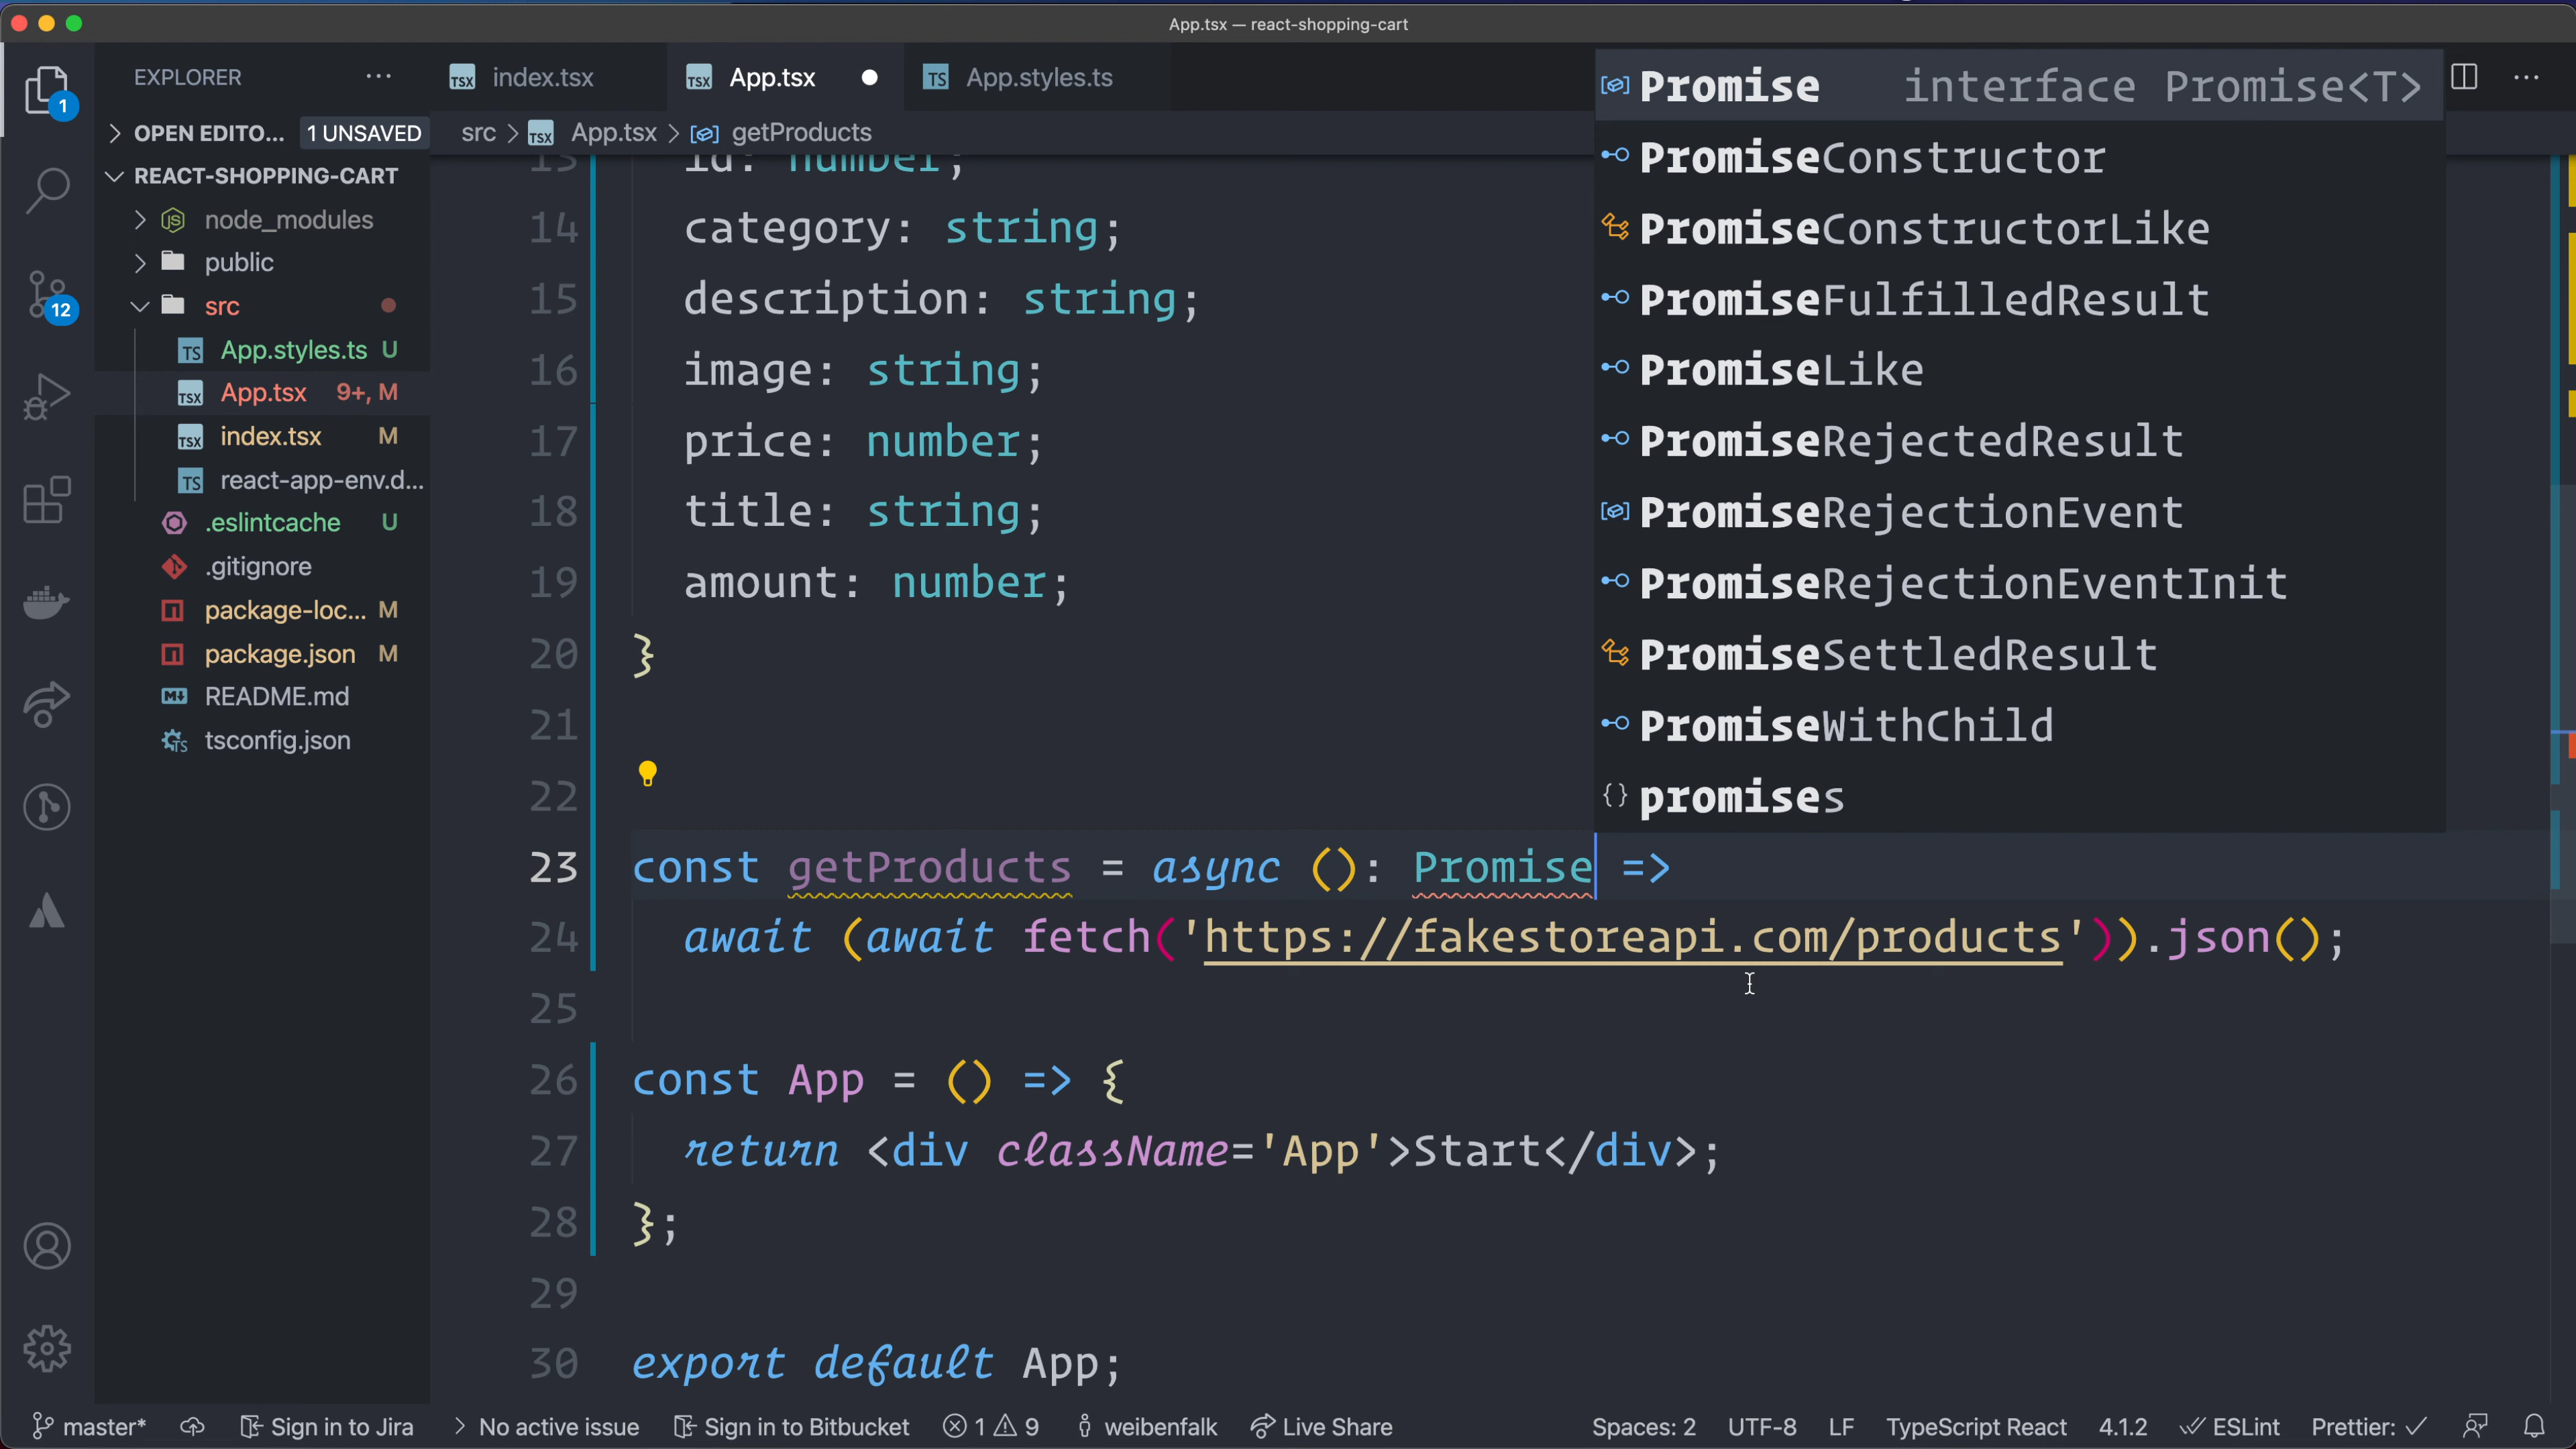 App.tsx — react-shopping-cart
EXPLORER
index.tsx
App.tsx
App.styles.ts
OPEN EDITO... 1 UNSAVED
src > App.tsx > getProducts
REACT-SHOPPING-CART
node_modules
public
src
App.styles.ts U
App.tsx 9+, M
index.tsx M
react-app-env.d...
.eslintcache U
.gitignore
package-loc... M
package.json M
README.md
tsconfig.json
1
12
13 id: number;
14 category: string;
15 description: string;
16 image: string;
17 price: number;
18 title: string;
19 amount: number;
20 }
21
22
23 const getProducts = async (): Promise =>
24 await (await fetch('https://fakestoreapi.com/products')).json();
25
26 const App = () => {
27 return <div className='App'>Start</div>;
28 };
29
30 export default App;
Promise interface Promise<T>
PromiseConstructor
PromiseConstructorLike
PromiseFulfilledResult
PromiseLike
PromiseRejectedResult
PromiseRejectionEvent
PromiseRejectionEventInit
PromiseSettledResult
PromiseWithChild
promises
master* Sign in to Jira > No active issue Sign in to Bitbucket 1 9 weibenfalk Live Share Spaces: 2 UTF-8 LF TypeScript React 4.1.2 ESLint Prettier: ✓